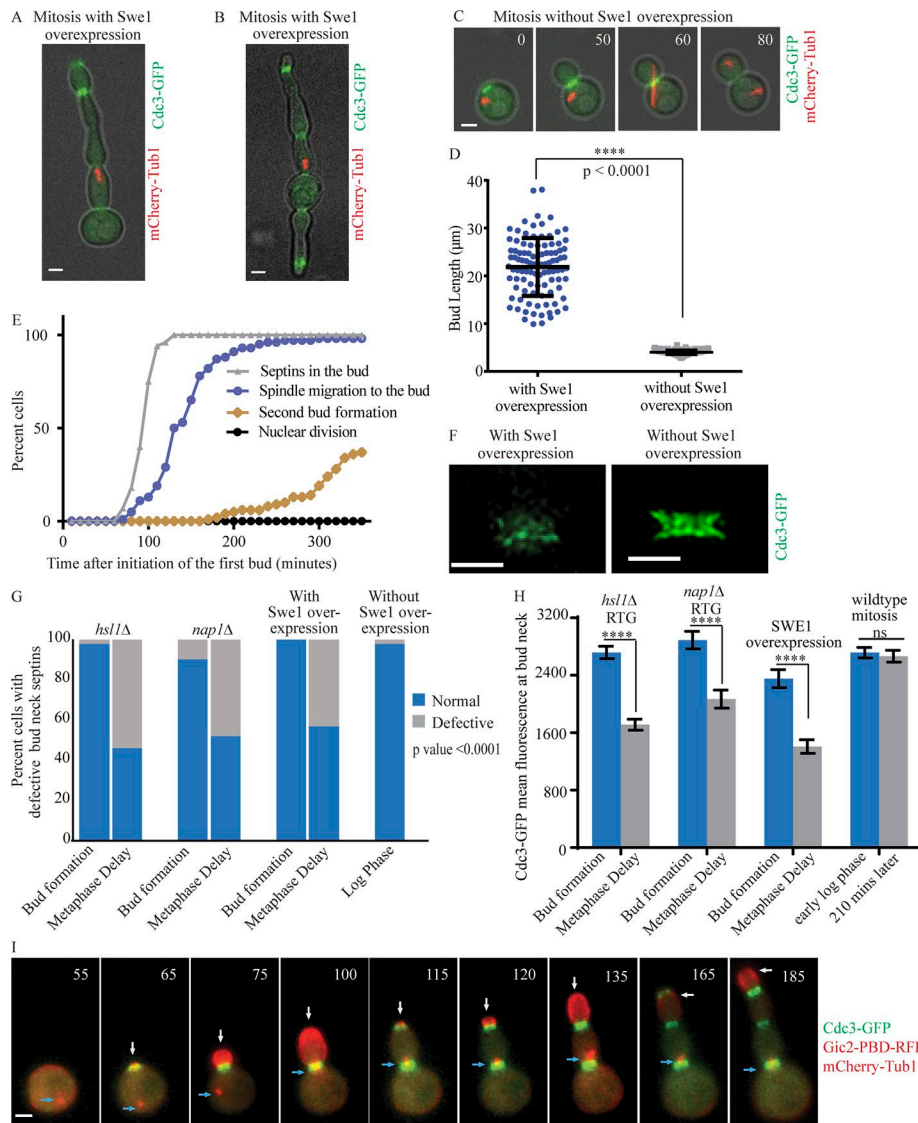 A
Mitosis with Swe1
overexpression
Cdc3-GFP
mCherry-Tub1
B
Mitosis with Swe1
overexpression
Cdc3-GFP
mCherry-Tub1
C
Mitosis without Swe1 overexpression
0
50
60
80
Cdc3-GFP
mCherry-Tub1
D
****
p < 0.0001
Bud Length (µm)
40
30
20
10
0
with Swe1
overexpression
without Swe1
overexpression
E
Percent cells
100
50
0
Septins in the bud
Spindle migration to the bud
Second bud formation
Nuclear division
0
100
200
300
Time after initiation of the first bud (minutes)
F
With Swe1
overexpression
Without Swe1
overexpression
Cdc3-GFP
G
hsl1Δ
nap1Δ
With
Swe1 over-
expression
Without
Swe1 over-
expression
Percent cells with
defective bud neck septins
100
80
60
40
20
0
Normal
Defective
p value <0.0001
Bud formation
Metaphase Delay
Bud formation
Metaphase Delay
Bud formation
Metaphase Delay
Log Phase
H
Cdc3-GFP mean fluorescence at bud neck
3200
2400
1600
800
0
hsl1Δ
RTG
****
nap1Δ
RTG
****
SWE1
overexpression
****
wildtype
mitosis
ns
Bud formation
Metaphase Delay
Bud formation
Metaphase Delay
Bud formation
Metaphase Delay
early log phase
210 mins later
I
55
65
75
100
115
120
135
165
185
Cdc3-GFP
Gic2-PBD-RFP
mCherry-Tub1